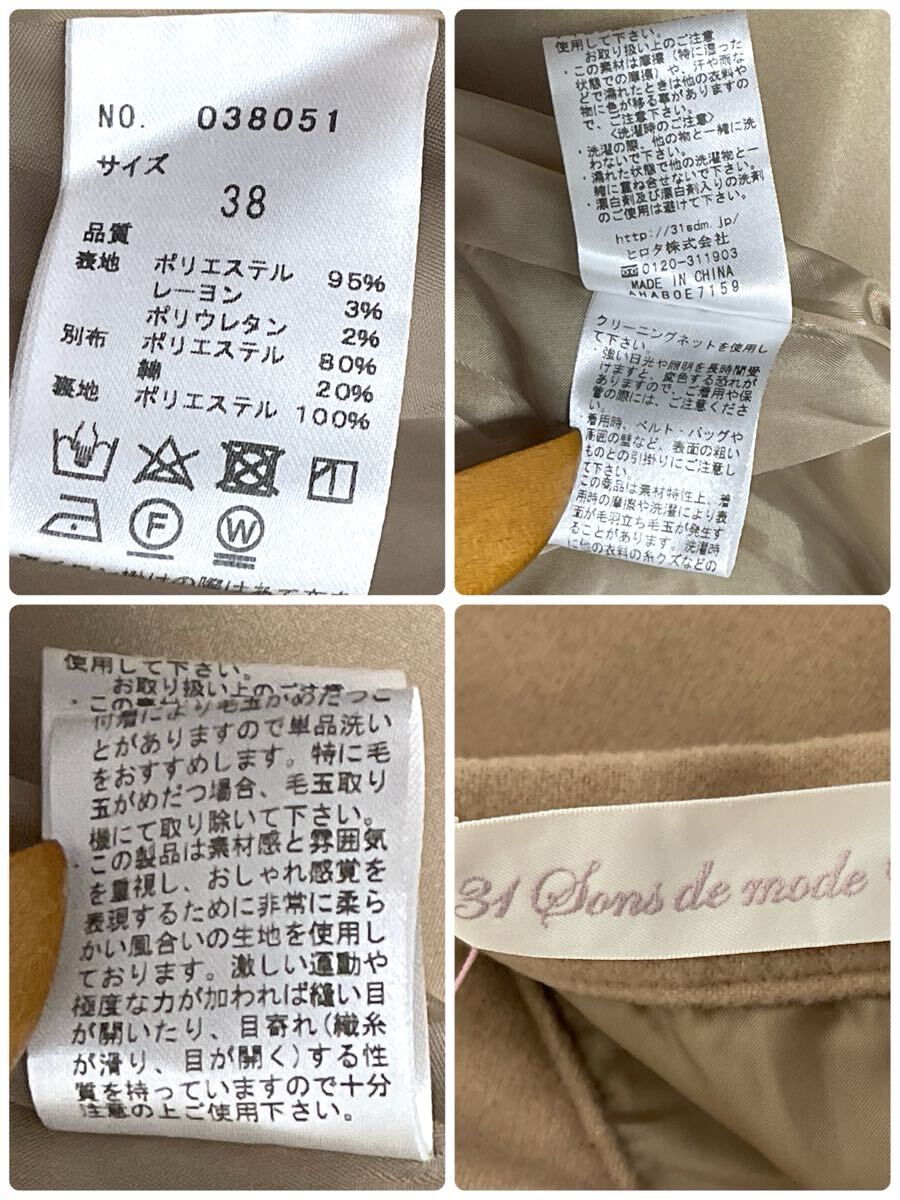 NO. 038051
サイズ
38
品質
表地 ポリエステル 95%
レーヨン 3%
ポリウレタン 2%
別布 ポリエステル 80%
綿 20%
裏地 ポリエステル 100%
F
W
使用して下さい。
お取り扱い上のご注意
・この素材は摩擦(特に湿った
状態での摩擦)や、汗や雨な
どで濡れたときは他の衣料や
物に色が移る事がありますの
で、ご注意下さい。
<洗濯時のご注意>
・洗濯の際、他の物と一緒に洗
わないで下さい。
・濡れた状態で他の洗濯物と一
緒に重ね合せないで下さい。
・漂白剤及び漂白剤入りの洗剤
のご使用は避けて下さい。
http://31sdm.jp/
ヒロタ株式会社
0120-311903
MADE IN CHINA
AHABOE7159
クリーニングネットを使用し
て下さい。
・強い日光や照明を長時間受
けますと、変色する恐れが
ありますので、ご着用や保
管の際には、ご注意くださ
い。
着用時、ベルト・バッグや
周囲の壁など、表面の粗い
ものとの引掛りにご注意し
て下さい。
この商品は素材特性上、着
用時の摩擦や洗濯により表
面が毛羽立ち毛玉が発生す
ることがあります。洗濯時
に他の衣料の糸クズなどの
使用して下さい。
お取り扱い上のご注意
・この
付着により毛玉がめだつこ
とがありますので単品洗い
をおすすめします。特に毛
玉がめだつ場合、毛玉取り
機にて取り除いて下さい。
・この製品は素材感と雰囲気
を重視し、おしゃれ感覚を
表現するために非常に柔ら
かい風合いの生地を使用し
ております。激しい運動や
極度な力が加われば縫い目
が開いたり、目寄れ(織糸
が滑り、目が開く)する性
質を持っていますので十分
注意の上ご使用下さい。
31 Sons de mode